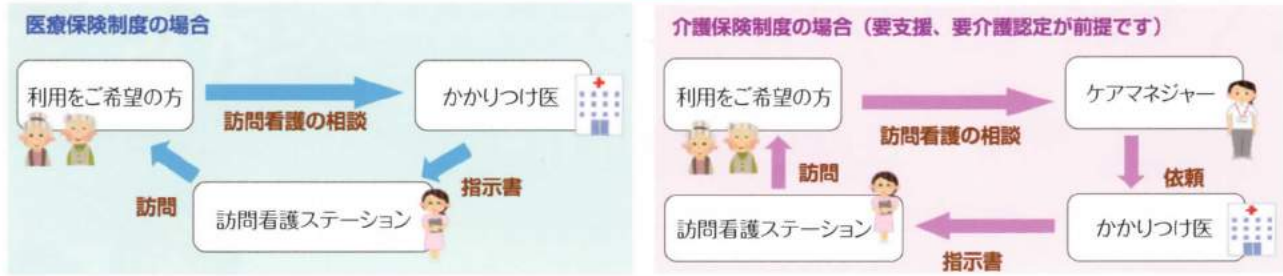 医療保険制度の場合
利用をご希望の方
かかりつけ医
訪問看護の相談
指示書
訪問
訪問看護ステーション
介護保険制度の場合（要支援、要介護認定が前提です）
利用をご希望の方
ケアマネジャー
訪問看護の相談
訪問
依頼
訪問看護ステーション
かかりつけ医
指示書